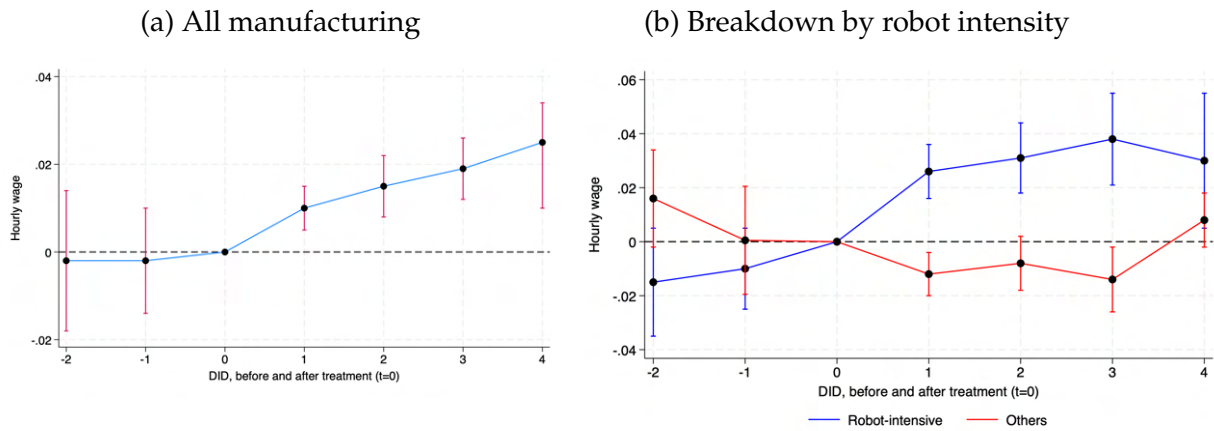 (a) All manufacturing
(b) Breakdown by robot intensity
.04
.02
0
-.02
Hourly wage
-2 -1 0 1 2 3 4
DID, before and after treatment (t=0)
.06
.04
.02
0
-.02
-.04
Hourly wage
-2 -1 0 1 2 3 4
DID, before and after treatment (t=0)
Robot-intensive Others